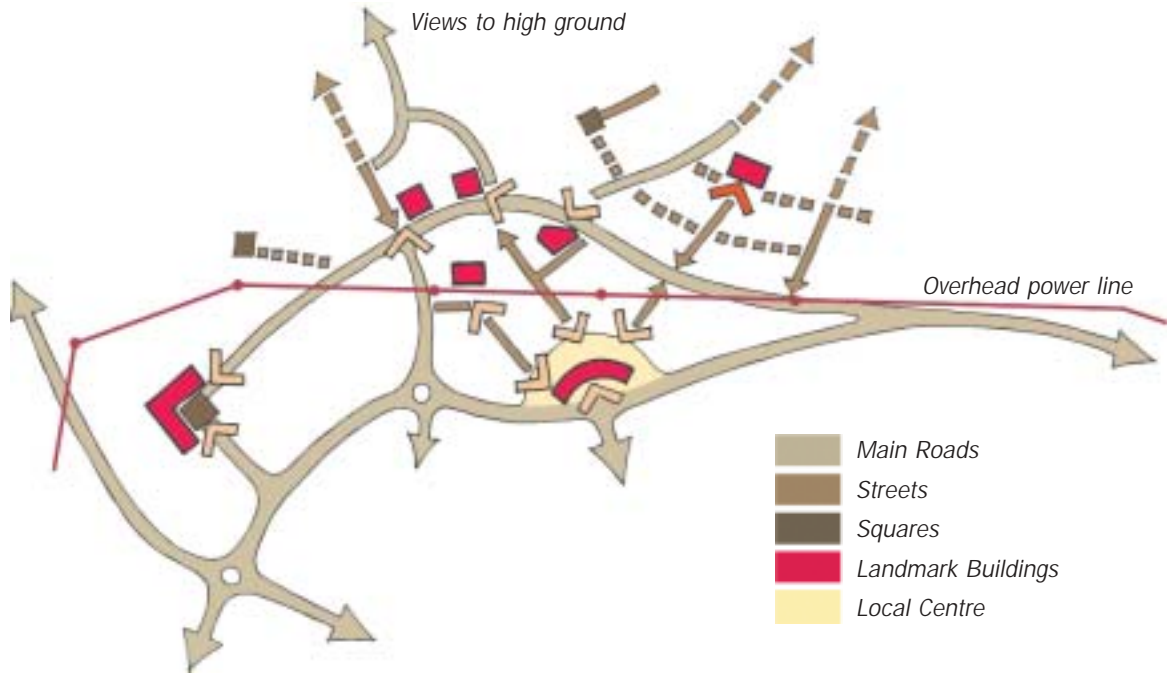 Views to high ground
Overhead power line
Main Roads
Streets
Squares
Landmark Buildings
Local Centre